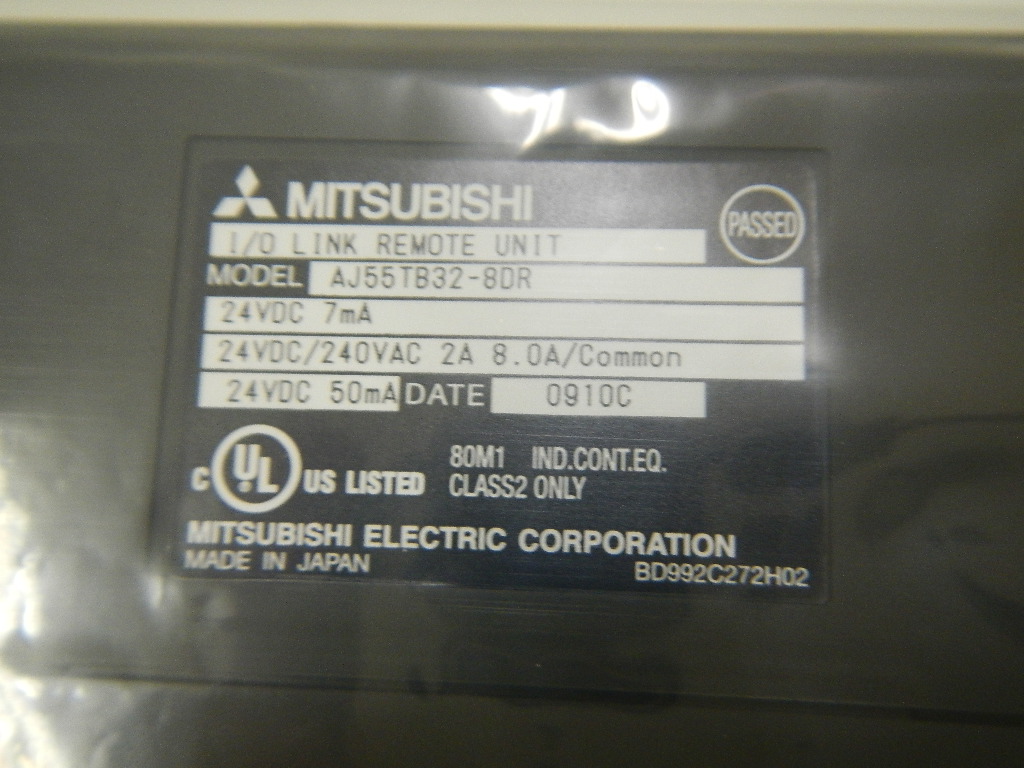 MITSUBISHI
PASSED
I/O LINK REMOTE UNIT
MODEL AJ55TB32-8DR
24VDC 7mA
24VDC/240VAC 2A 8.0A/Common
24VDC 50mA DATE 0910C
C UL US LISTED 80M1 IND.CONT.EQ.
CLASS2 ONLY
MITSUBISHI ELECTRIC CORPORATION
MADE IN JAPAN BD992C272H02